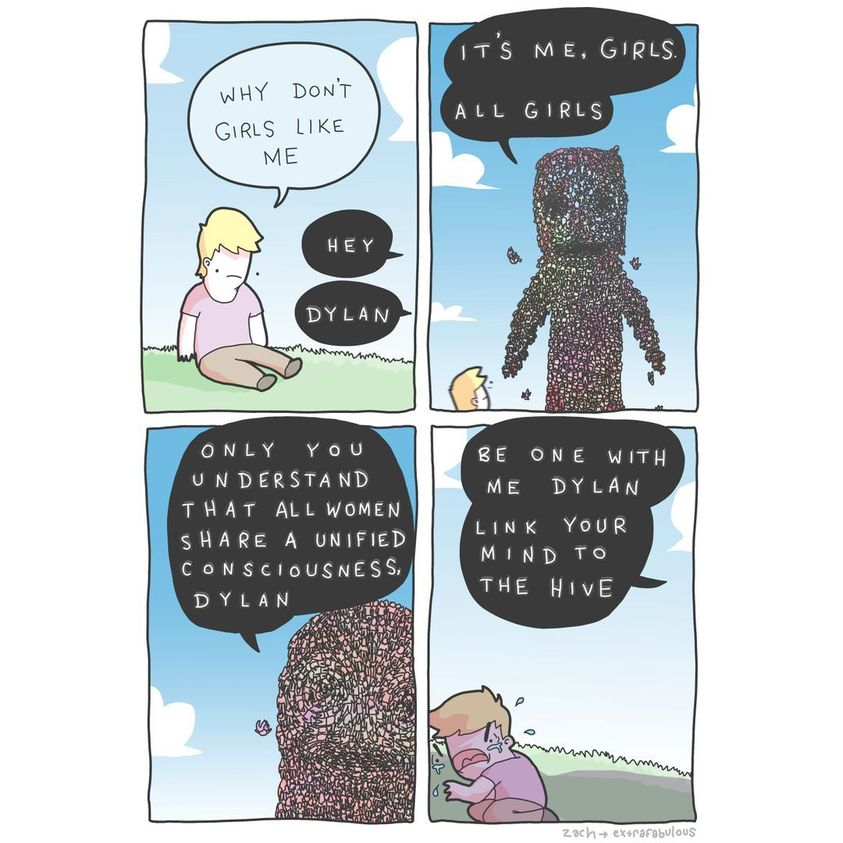 WHY DON'T
GIRLS LIKE
ME
HEY
DYLAN
IT'S ME, GIRLS.
ALL GIRLS
ONLY YOU
UNDERSTAND
THAT ALL WOMEN
SHARE A UNIFIED
CONSCIOUSNESS,
DYLAN
BE ONE WITH
ME DYLAN
LINK YOUR
MIND TO
THE HIVE
zach → extrafabulous